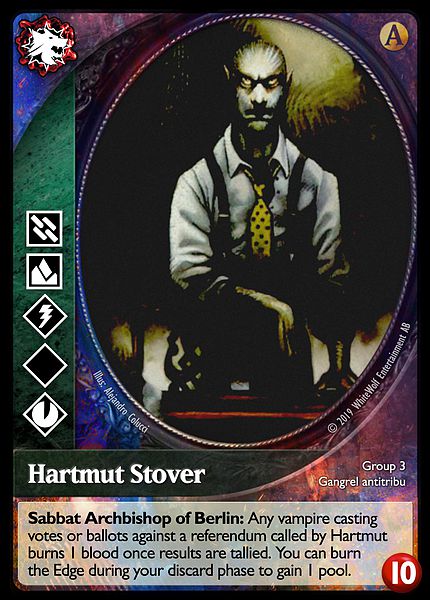 A
Illus: Alejandro Colucci
© 2019 WhiteWolf Entertainment AB
Hartmut Stover
Group 3
Gangrel antitribu
Sabbat Archbishop of Berlin: Any vampire casting
votes or ballots against a referendum called by Hartmut
burns 1 blood once results are tallied. You can burn
the Edge during your discard phase to gain 1 pool.
10